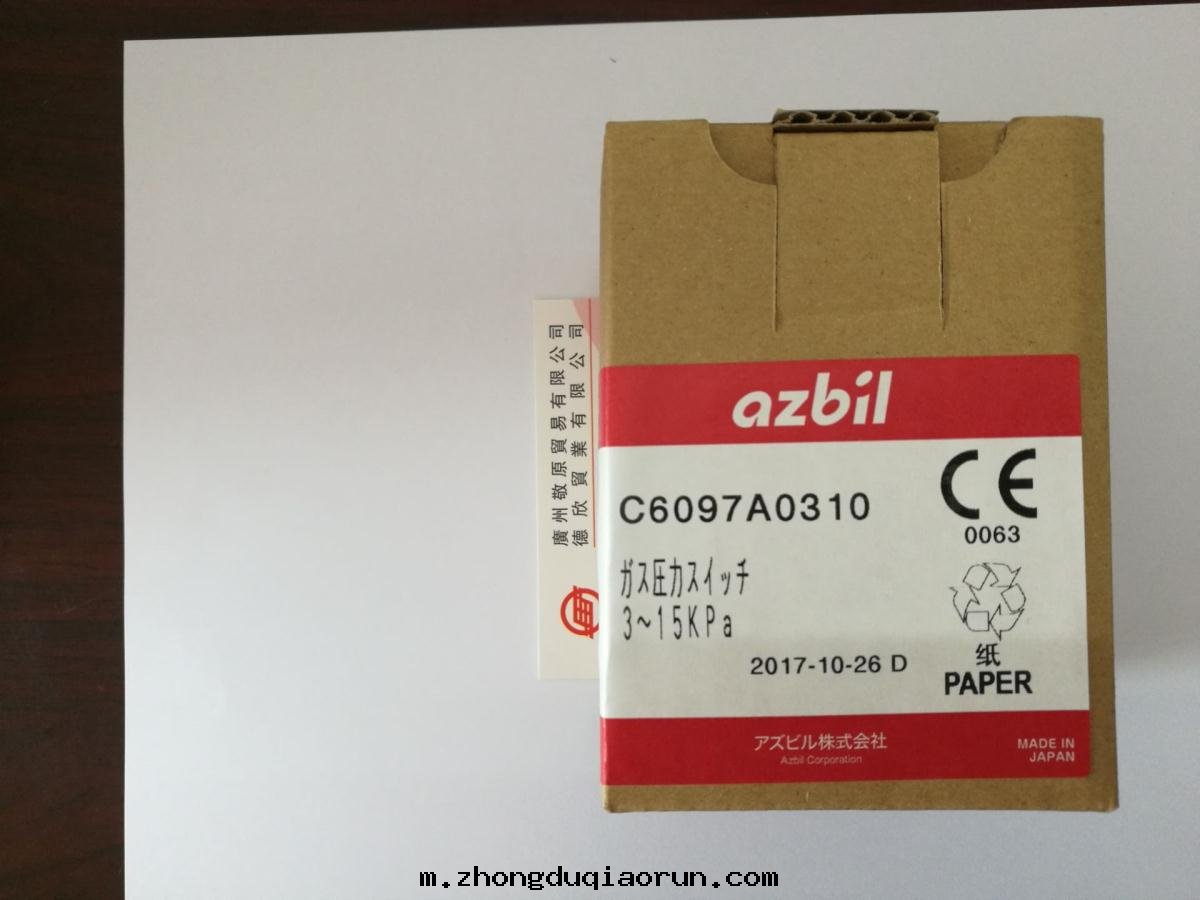 廣州敬原貿易有限公司
德欣貿業有限公司
azbil
C6097A0310
CE
0063
ガス圧力スイッチ
3~15KPa
2017-10-26 D
纸
PAPER
アズビル株式会社
Azbil Corporation
MADE IN
JAPAN
m.zhongduqiaorun.com